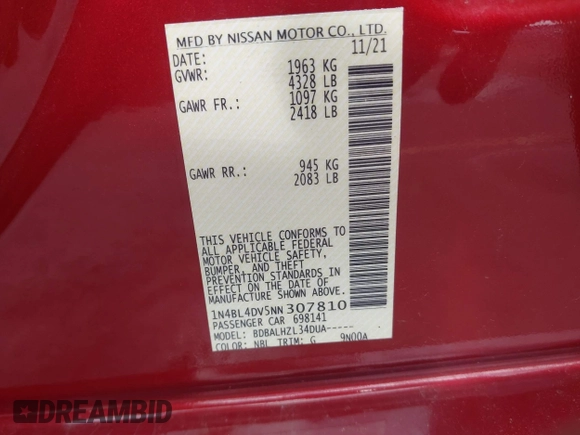 MFD BY NISSAN MOTOR CO., LTD.
DATE: 11/21
GVWR: 1963 KG
4328 LB
GAWR FR.: 1097 KG
2418 LB
GAWR RR.: 945 KG
2083 LB
THIS VEHICLE CONFORMS TO
ALL APPLICABLE FEDERAL
MOTOR VEHICLE SAFETY,
BUMPER, AND THEFT
PREVENTION STANDARDS IN
EFFECT ON THE DATE OF
MANUFACTURE SHOWN ABOVE.
1N4BL4DV5NN307810
PASSENGER CAR 698141
MODEL: BDBALHZL34DUA-----
COLOR: NBL TRIM: G 9N00A
DREAMBID